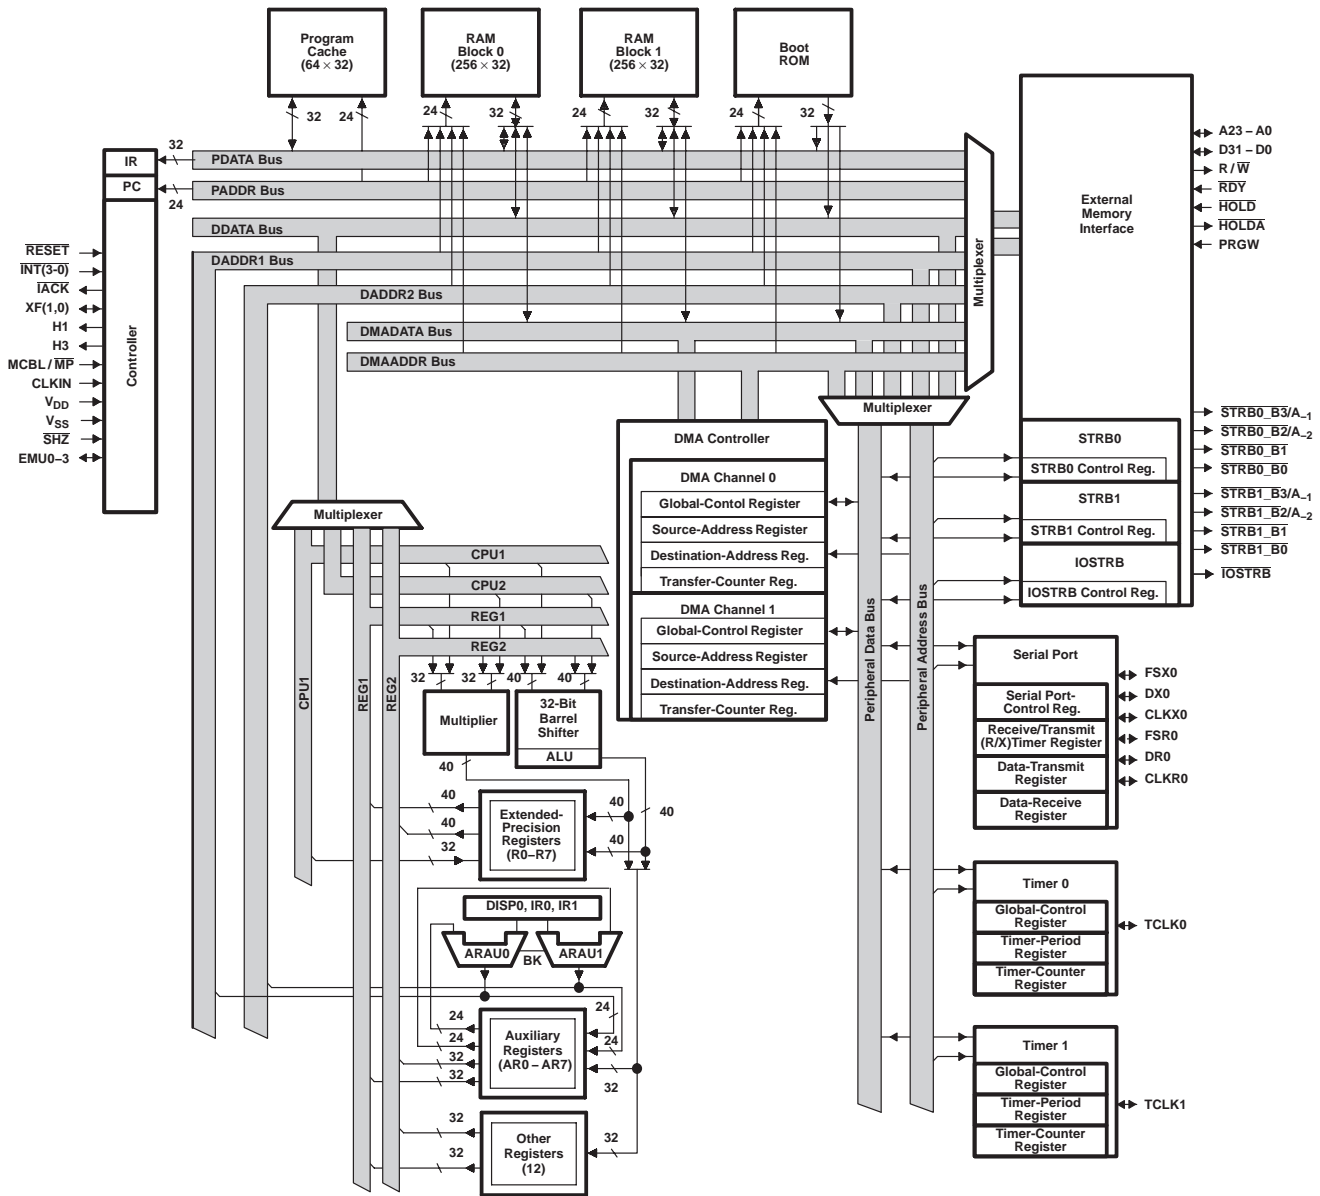 Program
Cache
(64 × 32)
RAM
Block 0
(256 × 32)
RAM
Block 1
(256 × 32)
Boot
ROM
32
24
24
32
24
32
24
32
32
IR
PDATA Bus
PC
PADDR Bus
24
DDATA Bus
DADDR1 Bus
DADDR2 Bus
DMADATA Bus
DMAADDR Bus
Multiplexer
External
Memory
Interface
A23 – A0
D31 – D0
R / W
RDY
HOLD
HOLDA
PRGW
RESET
INT(3-0)
IACK
XF(1,0)
H1
H3
MCBL / MP
CLKIN
VDD
VSS
SHZ
EMU0–3
Controller
Multiplexer
STRB0
STRB0 Control Reg.
STRB1
STRB1 Control Reg.
IOSTRB
IOSTRB Control Reg.
STRB0_B3/A–1
STRB0_B2/A–2
STRB0_B1
STRB0_B0
STRB1_B3/A–1
STRB1_B2/A–2
STRB1_B1
STRB1_B0
IOSTRB
DMA Controller
DMA Channel 0
Global-Contol Register
Source-Address Register
Destination-Address Reg.
Transfer-Counter Reg.
DMA Channel 1
Global-Control Register
Source-Address Register
Destination-Address Reg.
Transfer-Counter Reg.
Peripheral Data Bus
Peripheral Address Bus
Multiplexer
CPU1
CPU2
REG1
REG2
CPU1
REG1
REG2
32
32
40
40
Multiplier
32-Bit
Barrel
Shifter
ALU
40
40
40
32
Extended-
Precision
Registers
(R0–R7)
40
40
40
DISP0, IR0, IR1
ARAU0
BK
ARAU1
24
24
32
32
Auxiliary
Registers
(AR0 – AR7)
24
24
32
32
32
Other
Registers
(12)
32
Serial Port
Serial Port-
Control Reg.
Receive/Transmit
(R/X)Timer Register
Data-Transmit
Register
Data-Receive
Register
FSX0
DX0
CLKX0
FSR0
DR0
CLKR0
Timer 0
Global-Control
Register
Timer-Period
Register
Timer-Counter
Register
TCLK0
Timer 1
Global-Control
Register
Timer-Period
Register
Timer-Counter
Register
TCLK1